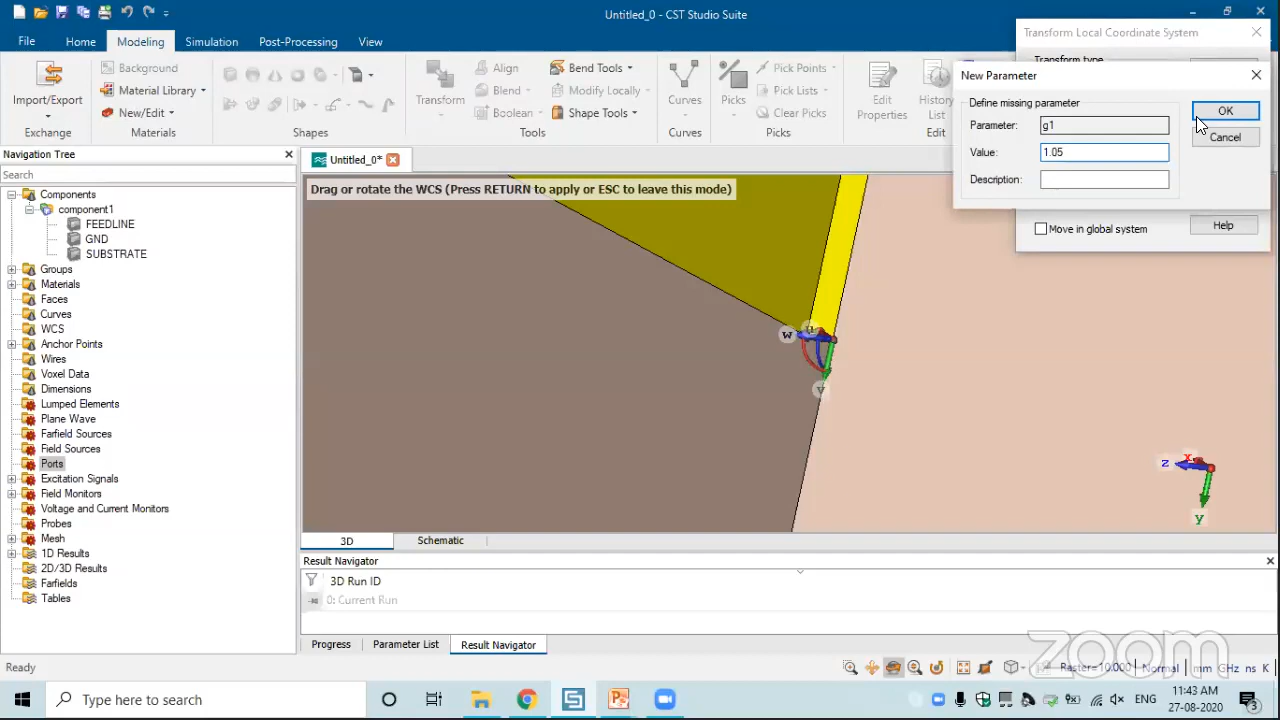 Untitled_0 - CST Studio Suite
File
Home
Modeling
Simulation
Post-Processing
View
Import/Export
Exchange
Background
Material Library
New/Edit
Materials
Shapes
Transform
Align
Blend
Boolean
Bend Tools
Modify Locally
Shape Tools
Tools
Curves
Curves
Picks
Pick Points
Pick Lists
Clear Picks
Picks
Edit
Properties
History
List
Edit
Transform Local Coordinate System
Transform type
New Parameter
Define missing parameter
Parameter:
g1
Value:
1.05
Description:
OK
Cancel
Move in global system
Help
Navigation Tree
Search
Components
component1
FEEDLINE
GND
SUBSTRATE
Groups
Materials
Faces
Curves
WCS
Anchor Points
Wires
Voxel Data
Dimensions
Lumped Elements
Plane Wave
Farfield Sources
Field Sources
Ports
Excitation Signals
Field Monitors
Voltage and Current Monitors
Probes
Mesh
1D Results
2D/3D Results
Farfields
Tables
Untitled_0*
Drag or rotate the WCS (Press RETURN to apply or ESC to leave this mode)
w
v
z
x
y
3D
Schematic
Result Navigator
3D Run ID
0: Current Run
Progress
Parameter List
Result Navigator
zoom
Ready
Raster=10.000
Normal
mm GHz ns K
Type here to search
ENG
11:43 AM
27-08-2020
3